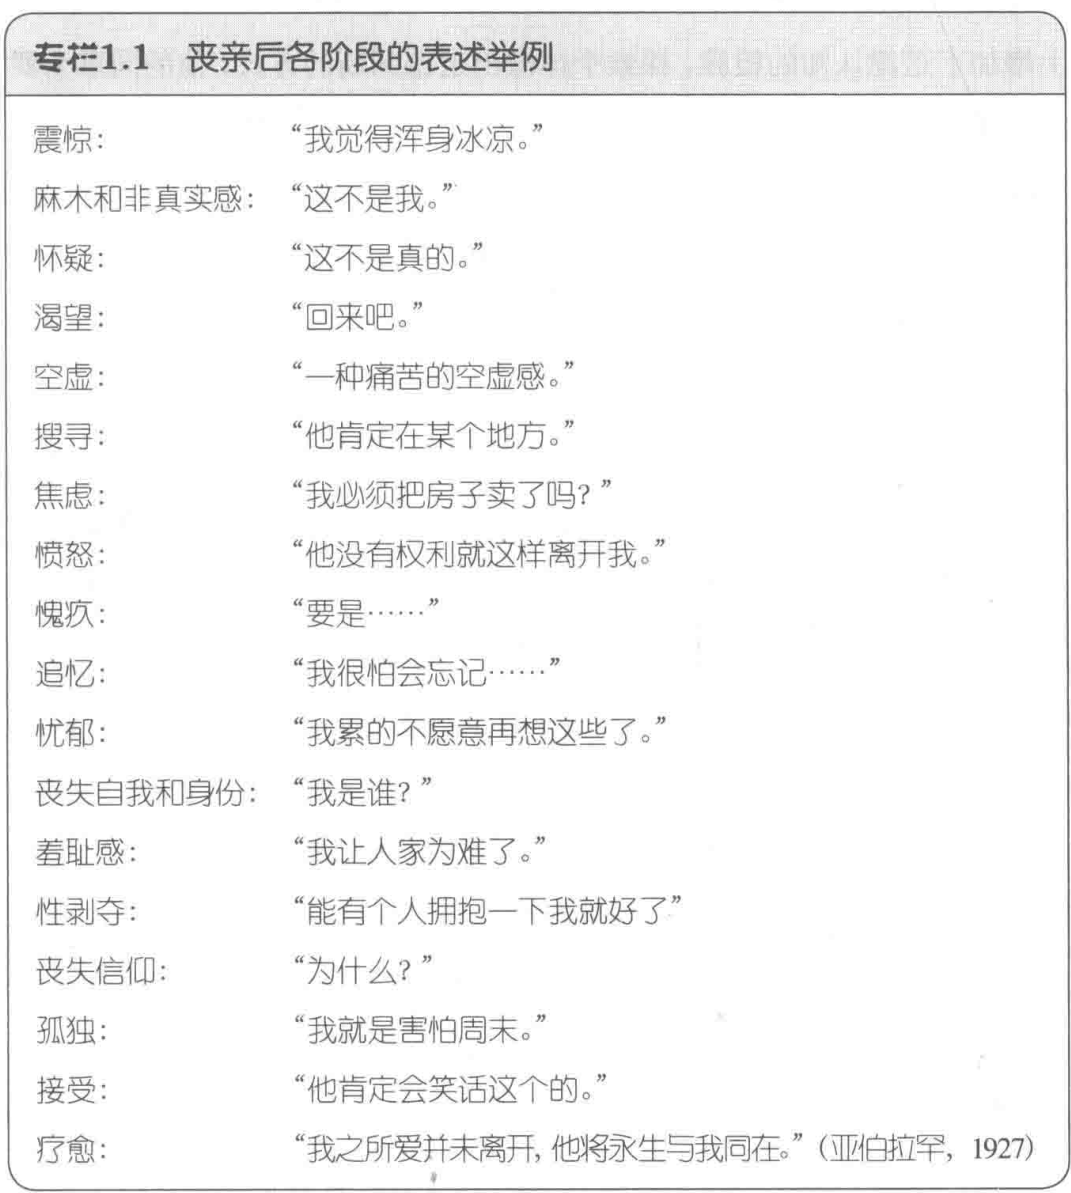 专栏1.1 丧亲后各阶段的表述举例
震惊： “我觉得浑身冰凉。”
麻木和非真实感： “这不是我。”
怀疑： “这不是真的。”
渴望： “回来吧。”
空虚： “一种痛苦的空虚感。”
搜寻： “他肯定在某个地方。”
焦虑： “我必须把房子卖了吗？”
愤怒： “他没有权利就这样离开我。”
愧疚： “要是……”
追忆： “我很怕会忘记……”
忧郁： “我累的不愿意再想这些了。”
丧失自我和身份： “我是谁？”
羞耻感： “我让人家为难了。”
性剥夺： “能有个人拥抱一下我就好了”
丧失信仰： “为什么？”
孤独： “我就是害怕周末。”
接受： “他肯定会笑话这个的。”
疗愈： “我之所爱并未离开，他将永生与我同在。”（亚伯拉罕，1927）